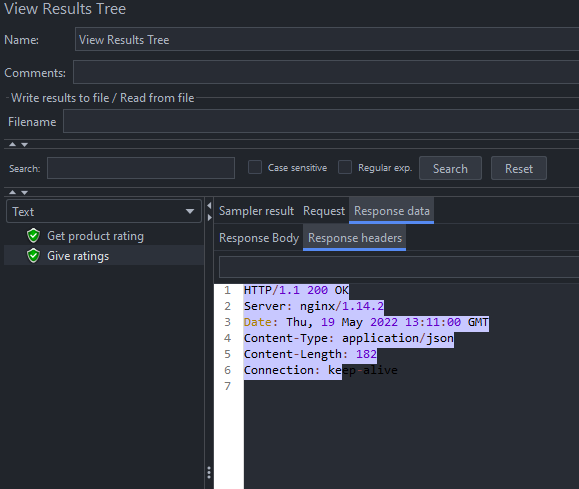 View Results Tree
Name: View Results Tree
Comments:
Write results to file / Read from file
Filename
Search: Case sensitive Regular exp. Search Reset
Text
Get product rating
Give ratings
Sampler result Request Response data
Response Body Response headers
1 HTTP/1.1 200 OK
2 Server: nginx/1.14.2
3 Date: Thu, 19 May 2022 13:11:00 GMT
4 Content-Type: application/json
5 Content-Length: 182
6 Connection: keep-alive
7